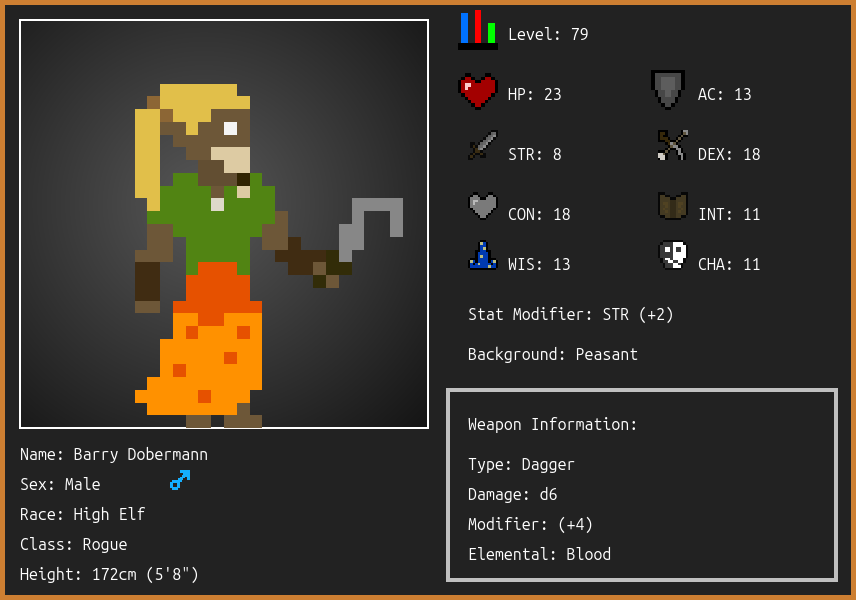 Level: 79
HP: 23 AC: 13
STR: 8 DEX: 18
CON: 18 INT: 11
WIS: 13 CHA: 11
Stat Modifier: STR (+2)
Background: Peasant
Weapon Information:
Type: Dagger
Damage: d6
Modifier: (+4)
Elemental: Blood
Name: Barry Dobermann
Sex: Male
Race: High Elf
Class: Rogue
Height: 172cm (5'8")